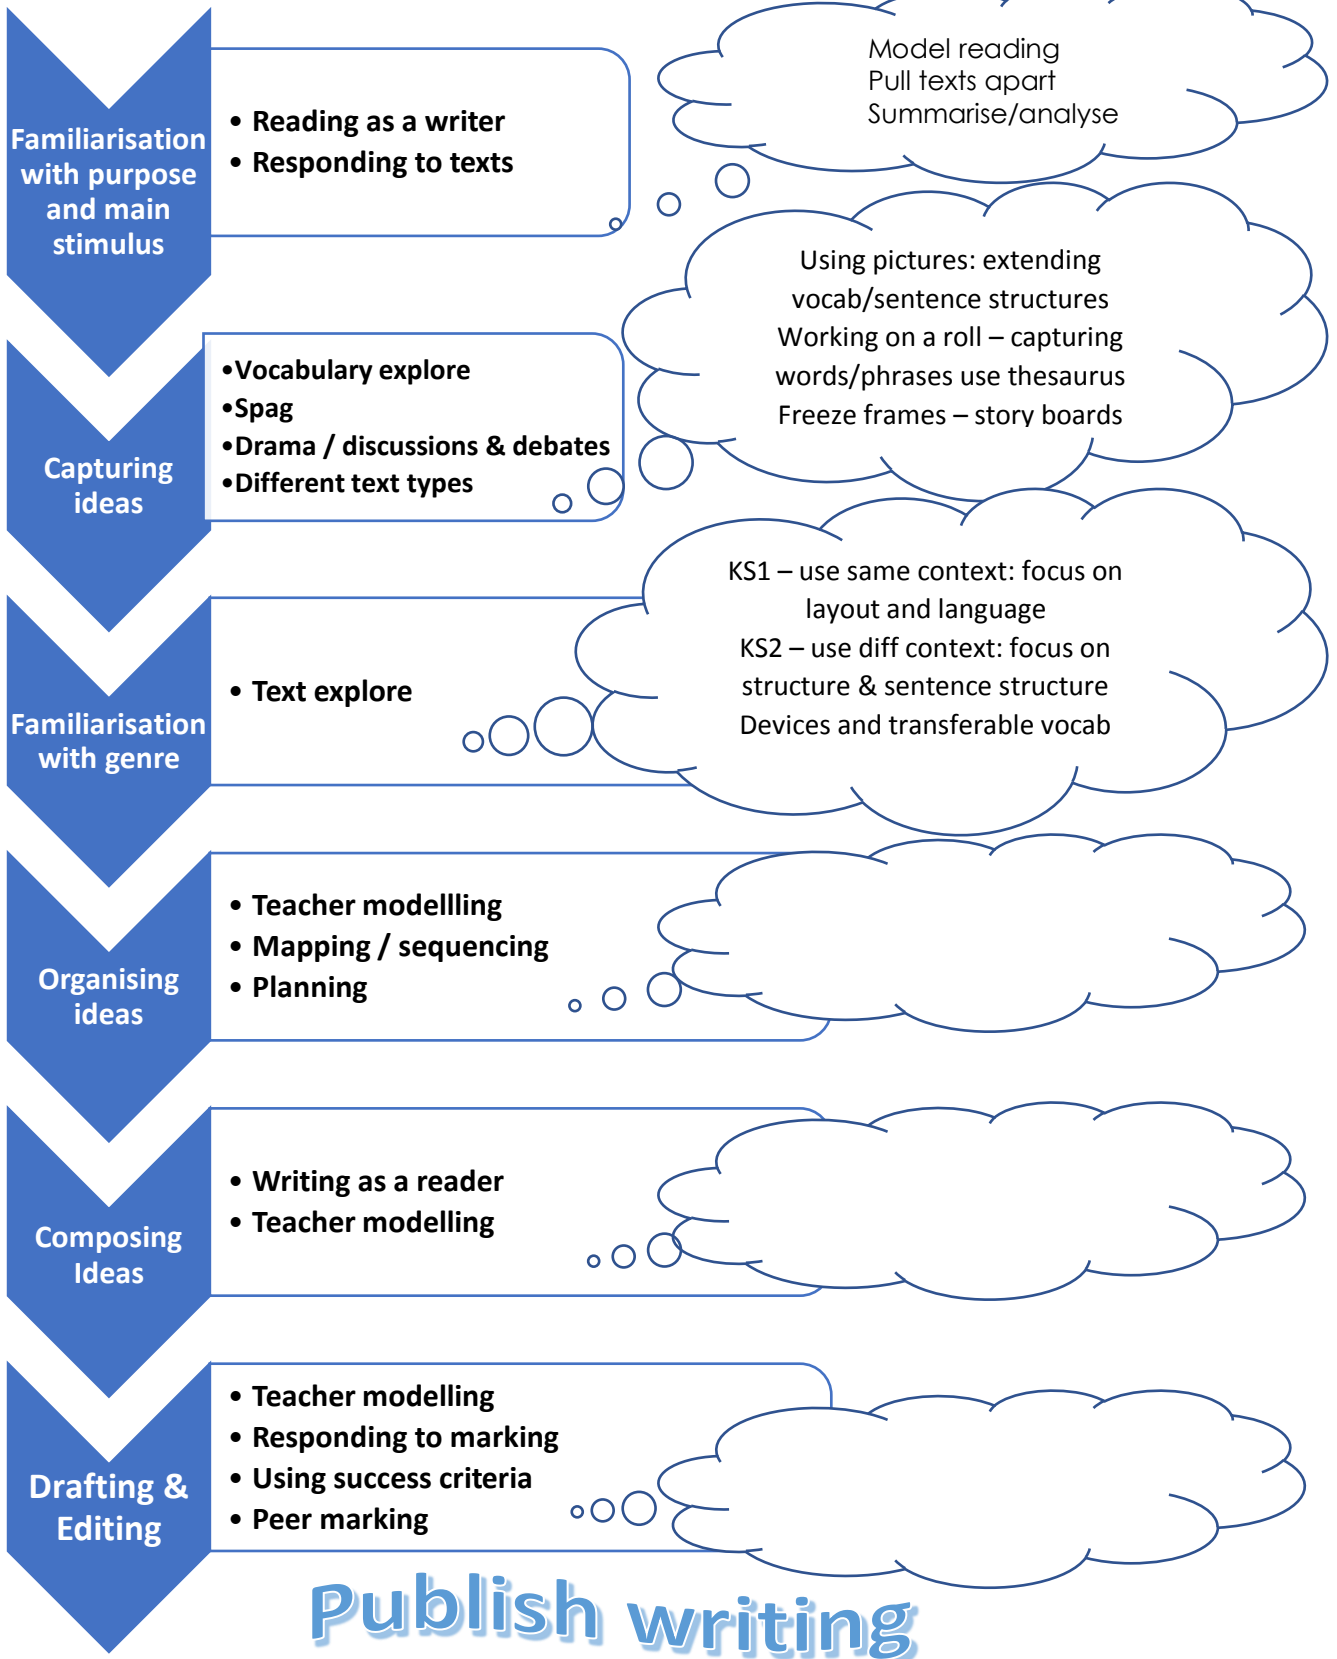 Familiarisation
with purpose
and main
stimulus
• Reading as a writer
• Responding to texts
Model reading
Pull texts apart
Summarise/analyse
Capturing
ideas
•Vocabulary explore
•Spag
•Drama / discussions & debates
•Different text types
Using pictures: extending
vocab/sentence structures
Working on a roll – capturing
words/phrases use thesaurus
Freeze frames – story boards
Familiarisation
with genre
• Text explore
KS1 – use same context: focus on
layout and language
KS2 – use diff context: focus on
structure & sentence structure
Devices and transferable vocab
Organising
ideas
• Teacher modellling
• Mapping / sequencing
• Planning
Composing
Ideas
• Writing as a reader
• Teacher modelling
Drafting &
Editing
• Teacher modelling
• Responding to marking
• Using success criteria
• Peer marking
Publish writing